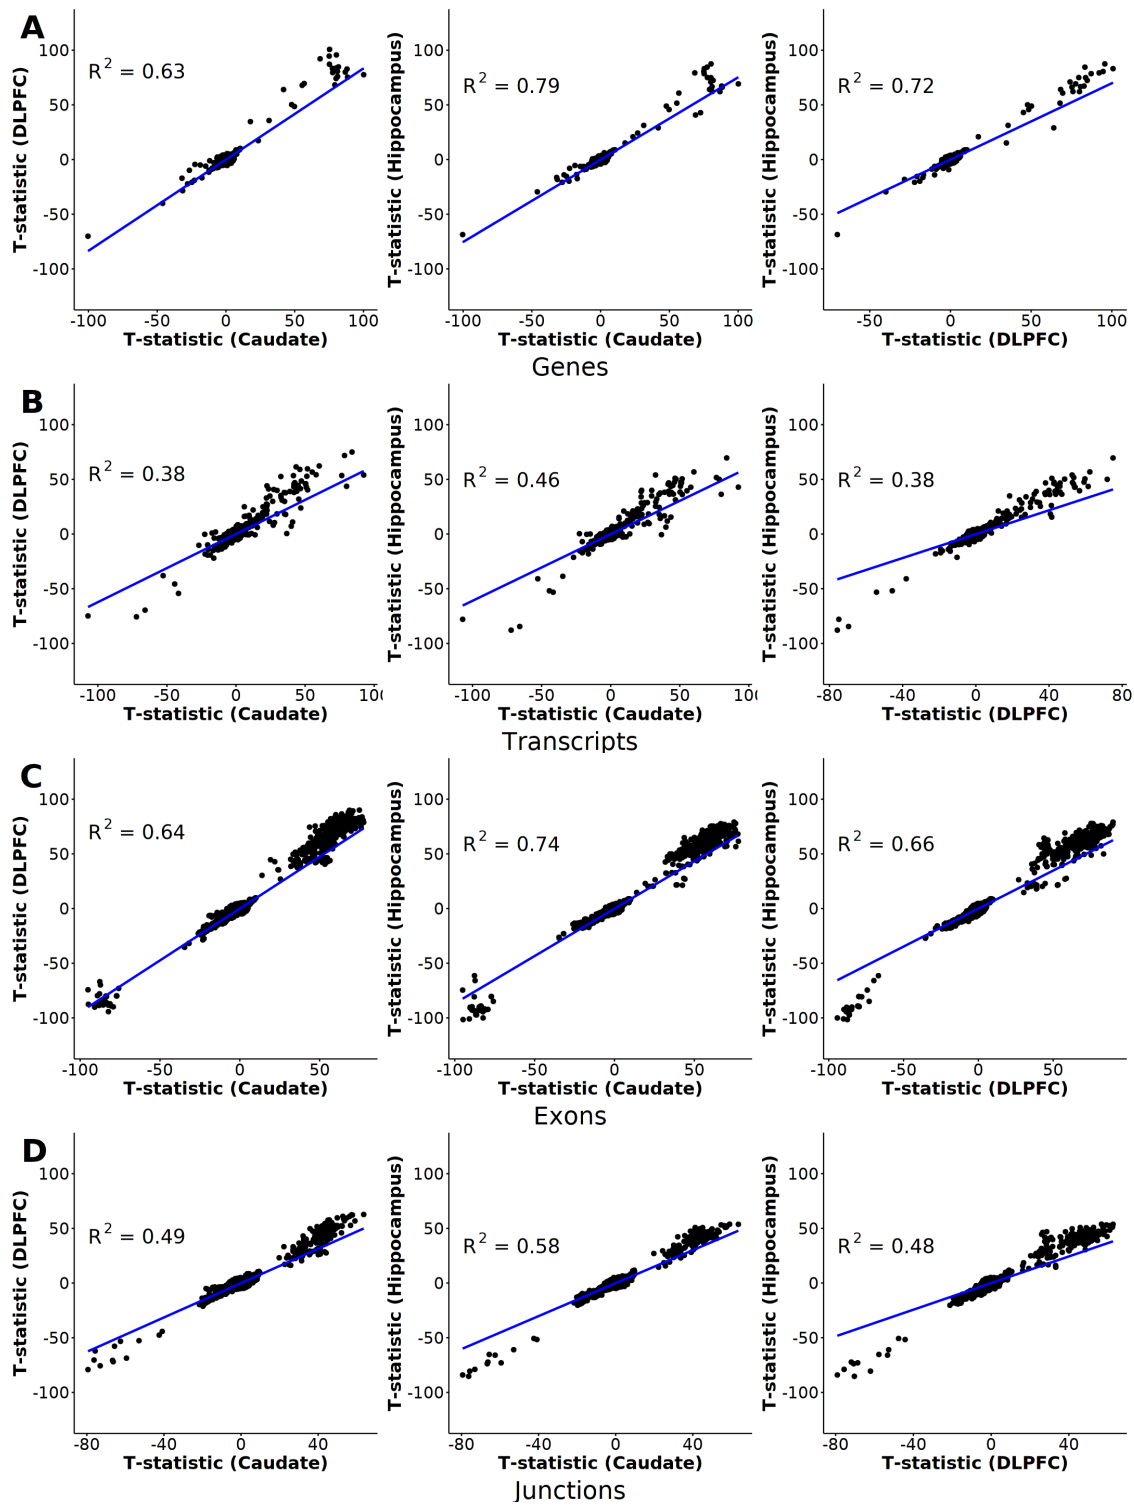 A
T-statistic (DLPFC)
100
50
0
-50
-100
R² = 0.63
-100 -50 0 50 100
T-statistic (Caudate)
T-statistic (Hippocampus)
100
50
0
-50
-100
R² = 0.79
-100 -50 0 50 100
T-statistic (Caudate)
T-statistic (Hippocampus)
100
50
0
-50
-100
R² = 0.72
-50 0 50 100
T-statistic (DLPFC)
Genes
B
T-statistic (DLPFC)
100
50
0
-50
-100
R² = 0.38
-100 -50 0 50
T-statistic (Caudate)
T-statistic (Hippocampus)
100
50
0
-50
-100
R² = 0.46
-100 -50 0 50
T-statistic (Caudate)
T-statistic (Hippocampus)
100
50
0
-50
-100
R² = 0.38
-80 -40 0 40 80
T-statistic (DLPFC)
Transcripts
C
T-statistic (DLPFC)
100
50
0
-50
-100
R² = 0.64
-100 -50 0 50
T-statistic (Caudate)
T-statistic (Hippocampus)
100
50
0
-50
-100
R² = 0.74
-100 -50 0 50
T-statistic (Caudate)
T-statistic (Hippocampus)
100
50
0
-50
-100
R² = 0.66
-100 -50 0 50
T-statistic (DLPFC)
Exons
D
T-statistic (DLPFC)
100
50
0
-50
-100
R² = 0.49
-80 -40 0 40
T-statistic (Caudate)
T-statistic (Hippocampus)
100
50
0
-50
-100
R² = 0.58
-80 -40 0 40
T-statistic (Caudate)
T-statistic (Hippocampus)
100
50
0
-50
-100
R² = 0.48
-80 -40 0 40
T-statistic (DLPFC)
Junctions